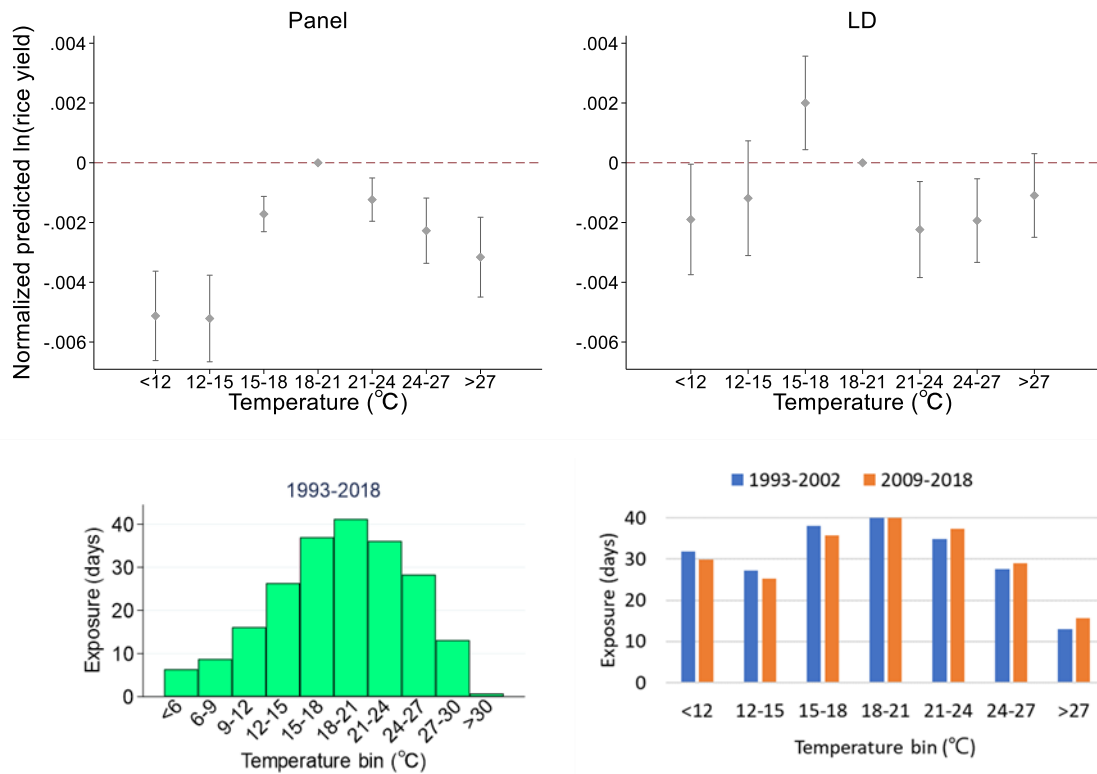 Panel
Normalized predicted ln(rice yield)
.004
.002
0
-.002
-.004
-.006
<12 12-15 15-18 18-21 21-24 24-27 >27
Temperature (℃)
LD
.004
.002
0
-.002
-.004
-.006
<12 12-15 15-18 18-21 21-24 24-27 >27
Temperature (℃)
1993-2018
Exposure (days)
40
30
20
10
0
<6 6-9 9-12 12-15 15-18 18-21 21-24 24-27 27-30 >30
Temperature bin (℃)
1993-2002 2009-2018
Exposure (days)
40
30
20
10
0
<12 12-15 15-18 18-21 21-24 24-27 >27
Temperature bin (℃)